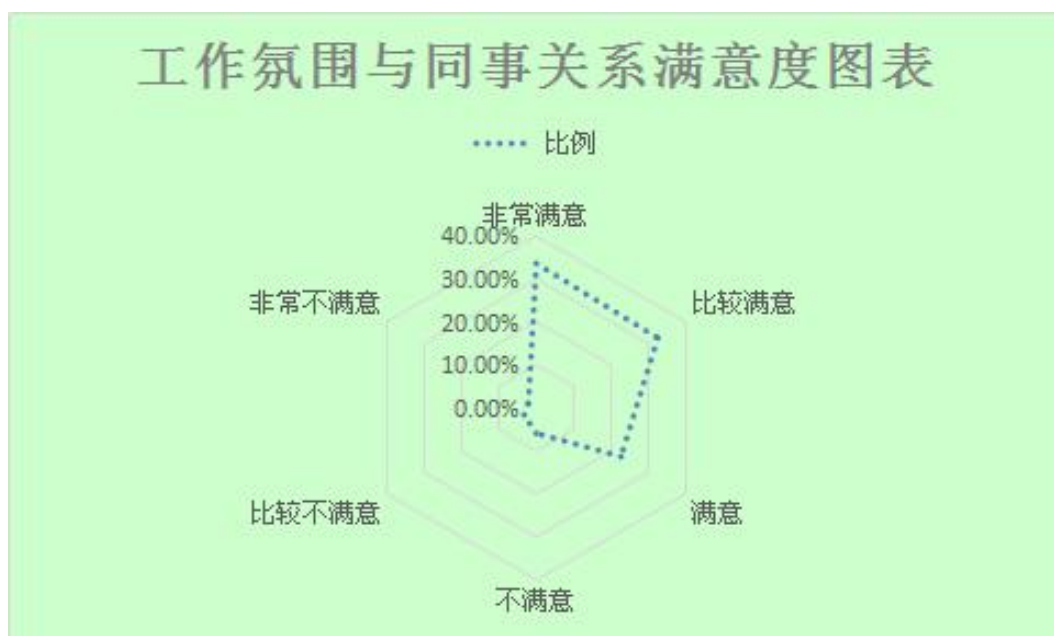 工作氛围与同事关系满意度图表
比例
非常满意
40.00%
30.00%
非常不满意
比较满意
20.00%
10.00%
0.00%
比较不满意
满意
不满意